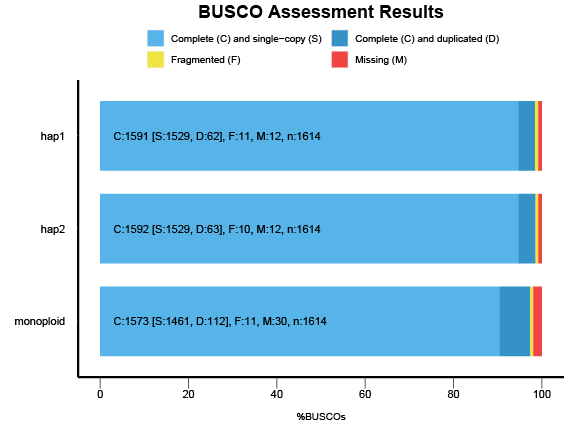 BUSCO Assessment Results
Complete (C) and single−copy (S)
Complete (C) and duplicated (D)
Fragmented (F)
Missing (M)
hap1
C:1591 [S:1529, D:62], F:11, M:12, n:1614
hap2
C:1592 [S:1529, D:63], F:10, M:12, n:1614
monoploid
C:1573 [S:1461, D:112], F:11, M:30, n:1614
0 20 40 60 80 100
%BUSCOs